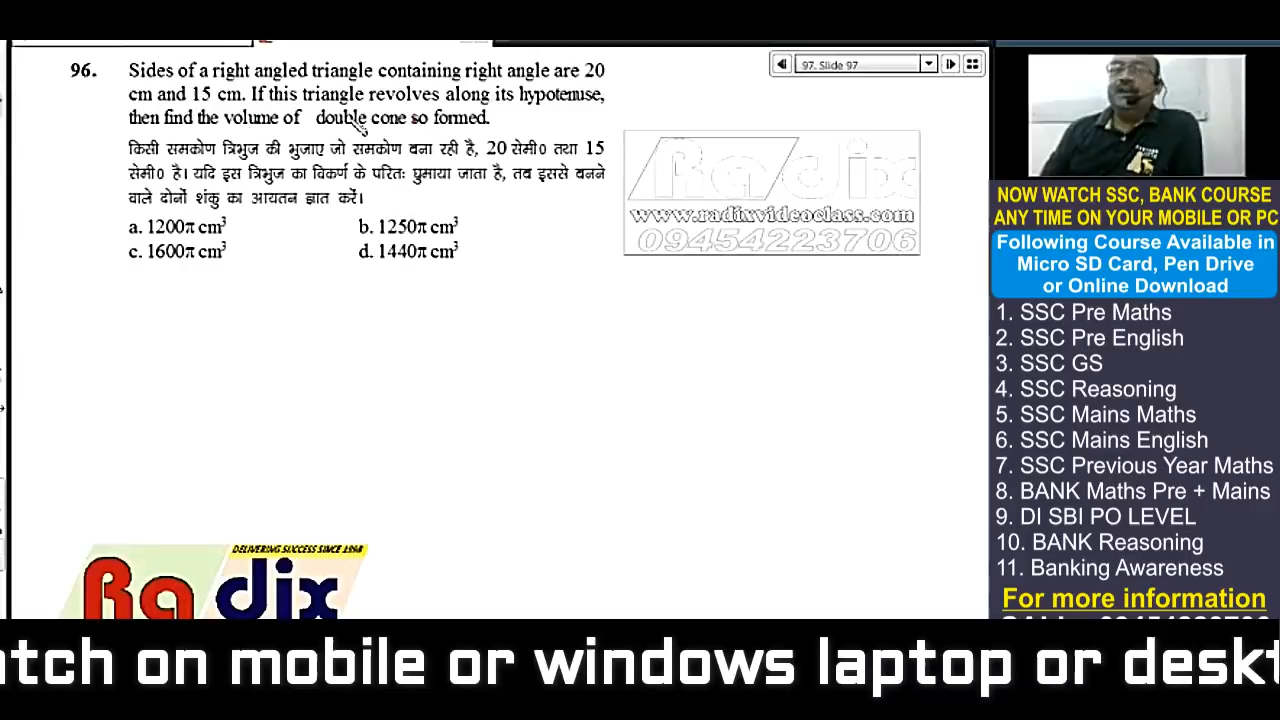 97. Slide 97
96. Sides of a right angled triangle containing right angle are 20
cm and 15 cm. If this triangle revolves along its hypotenuse,
then find the volume of double cone so formed.
किसी समकोण त्रिभुज की भुजाए जो समकोण बना रही है, 20 सेमी० तथा 15
सेमी० है। यदि इस त्रिभुज का विकर्ण के परितः घुमाया जाता है, तब इससे बनने
वाले दोनों शंकु का आयतन ज्ञात करें।
a. 1200π cm³ b. 1250π cm³
c. 1600π cm³ d. 1440π cm³
Radix
www.radixvideoclass.com
09454223706
DELIVERING SUCCESS SINCE 1998
Radix
NOW WATCH SSC, BANK COURSE
ANY TIME ON YOUR MOBILE OR PC
Following Course Available in
Micro SD Card, Pen Drive
or Online Download
1. SSC Pre Maths
2. SSC Pre English
3. SSC GS
4. SSC Reasoning
5. SSC Mains Maths
6. SSC Mains English
7. SSC Previous Year Maths
8. BANK Maths Pre + Mains
9. DI SBI PO LEVEL
10. BANK Reasoning
11. Banking Awareness
For more information
atch on mobile or windows laptop or deskt